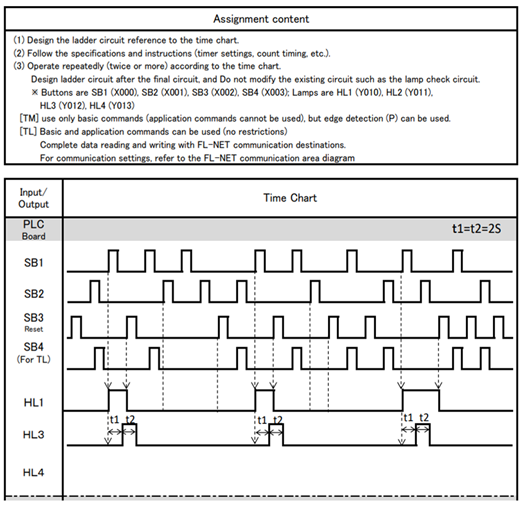 Assignment content
(1) Design the ladder circuit reference to the time chart.
(2) Follow the specifications and instructions (timer settings, count timing, etc.).
(3) Operate repeatedly (twice or more) according to the time chart.
Design ladder circuit after the final circuit, and Do not modify the existing circuit such as the lamp check circuit.
※ Buttons are SB1 (X000), SB2 (X001), SB3 (X002), SB4 (X003); Lamps are HL1 (Y010), HL2 (Y011),
HL3 (Y012), HL4 (Y013)
[TM] use only basic commands (application commands cannot be used), but edge detection (P) can be used.
[TL] Basic and application commands can be used (no restrictions)
Complete data reading and writing with FL-NET communication destinations.
For communication settings, refer to the FL-NET communication area diagram
Input/
Output
Time Chart
PLC
Board
t1=t2=2S
SB1
SB2
SB3
Reset
SB4
(For TL)
HL1
t1 t2 t1 t2 t1 t2
HL3
HL4